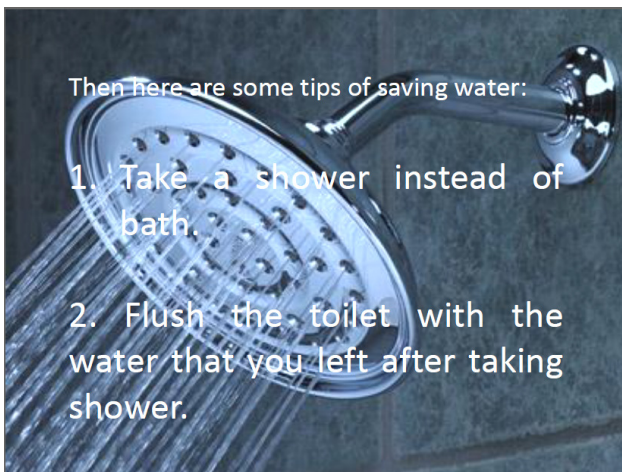 Then here are some tips of saving water:
1. Take a shower instead of
bath.
2. Flush the toilet with the
water that you left after taking
shower.